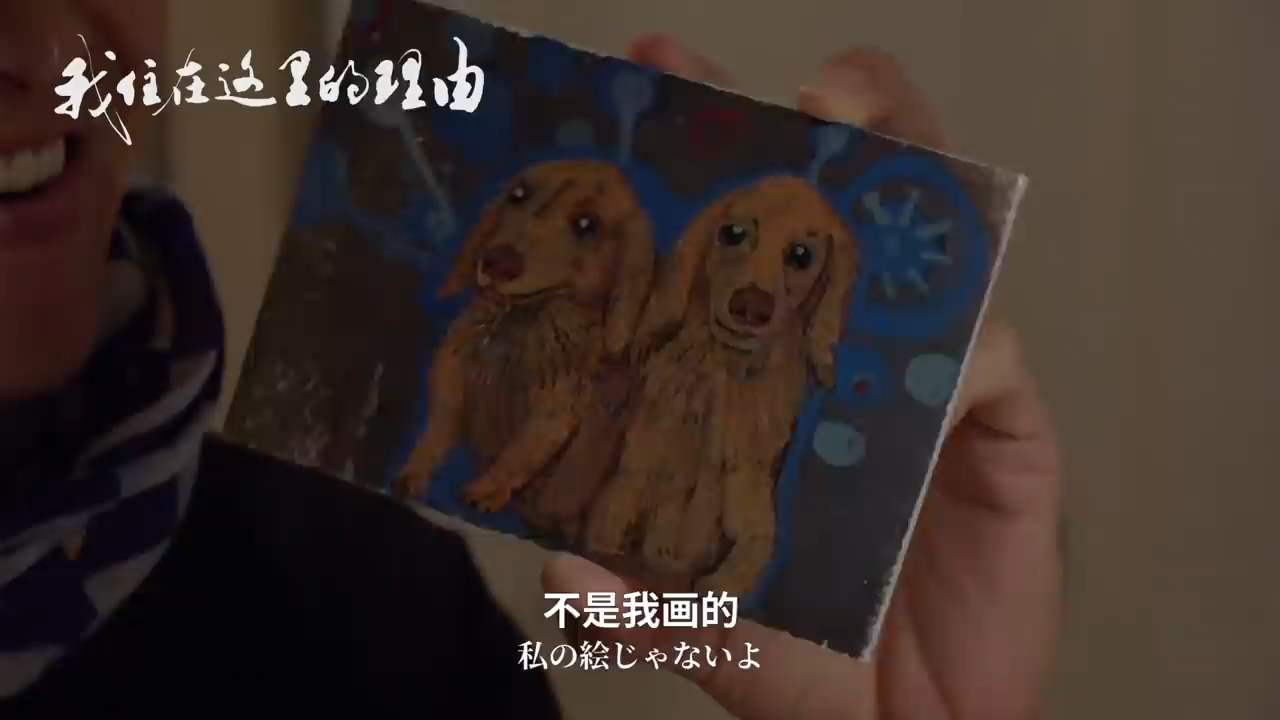 我住在这里的理由
不是我画的
私の絵じゃないよ